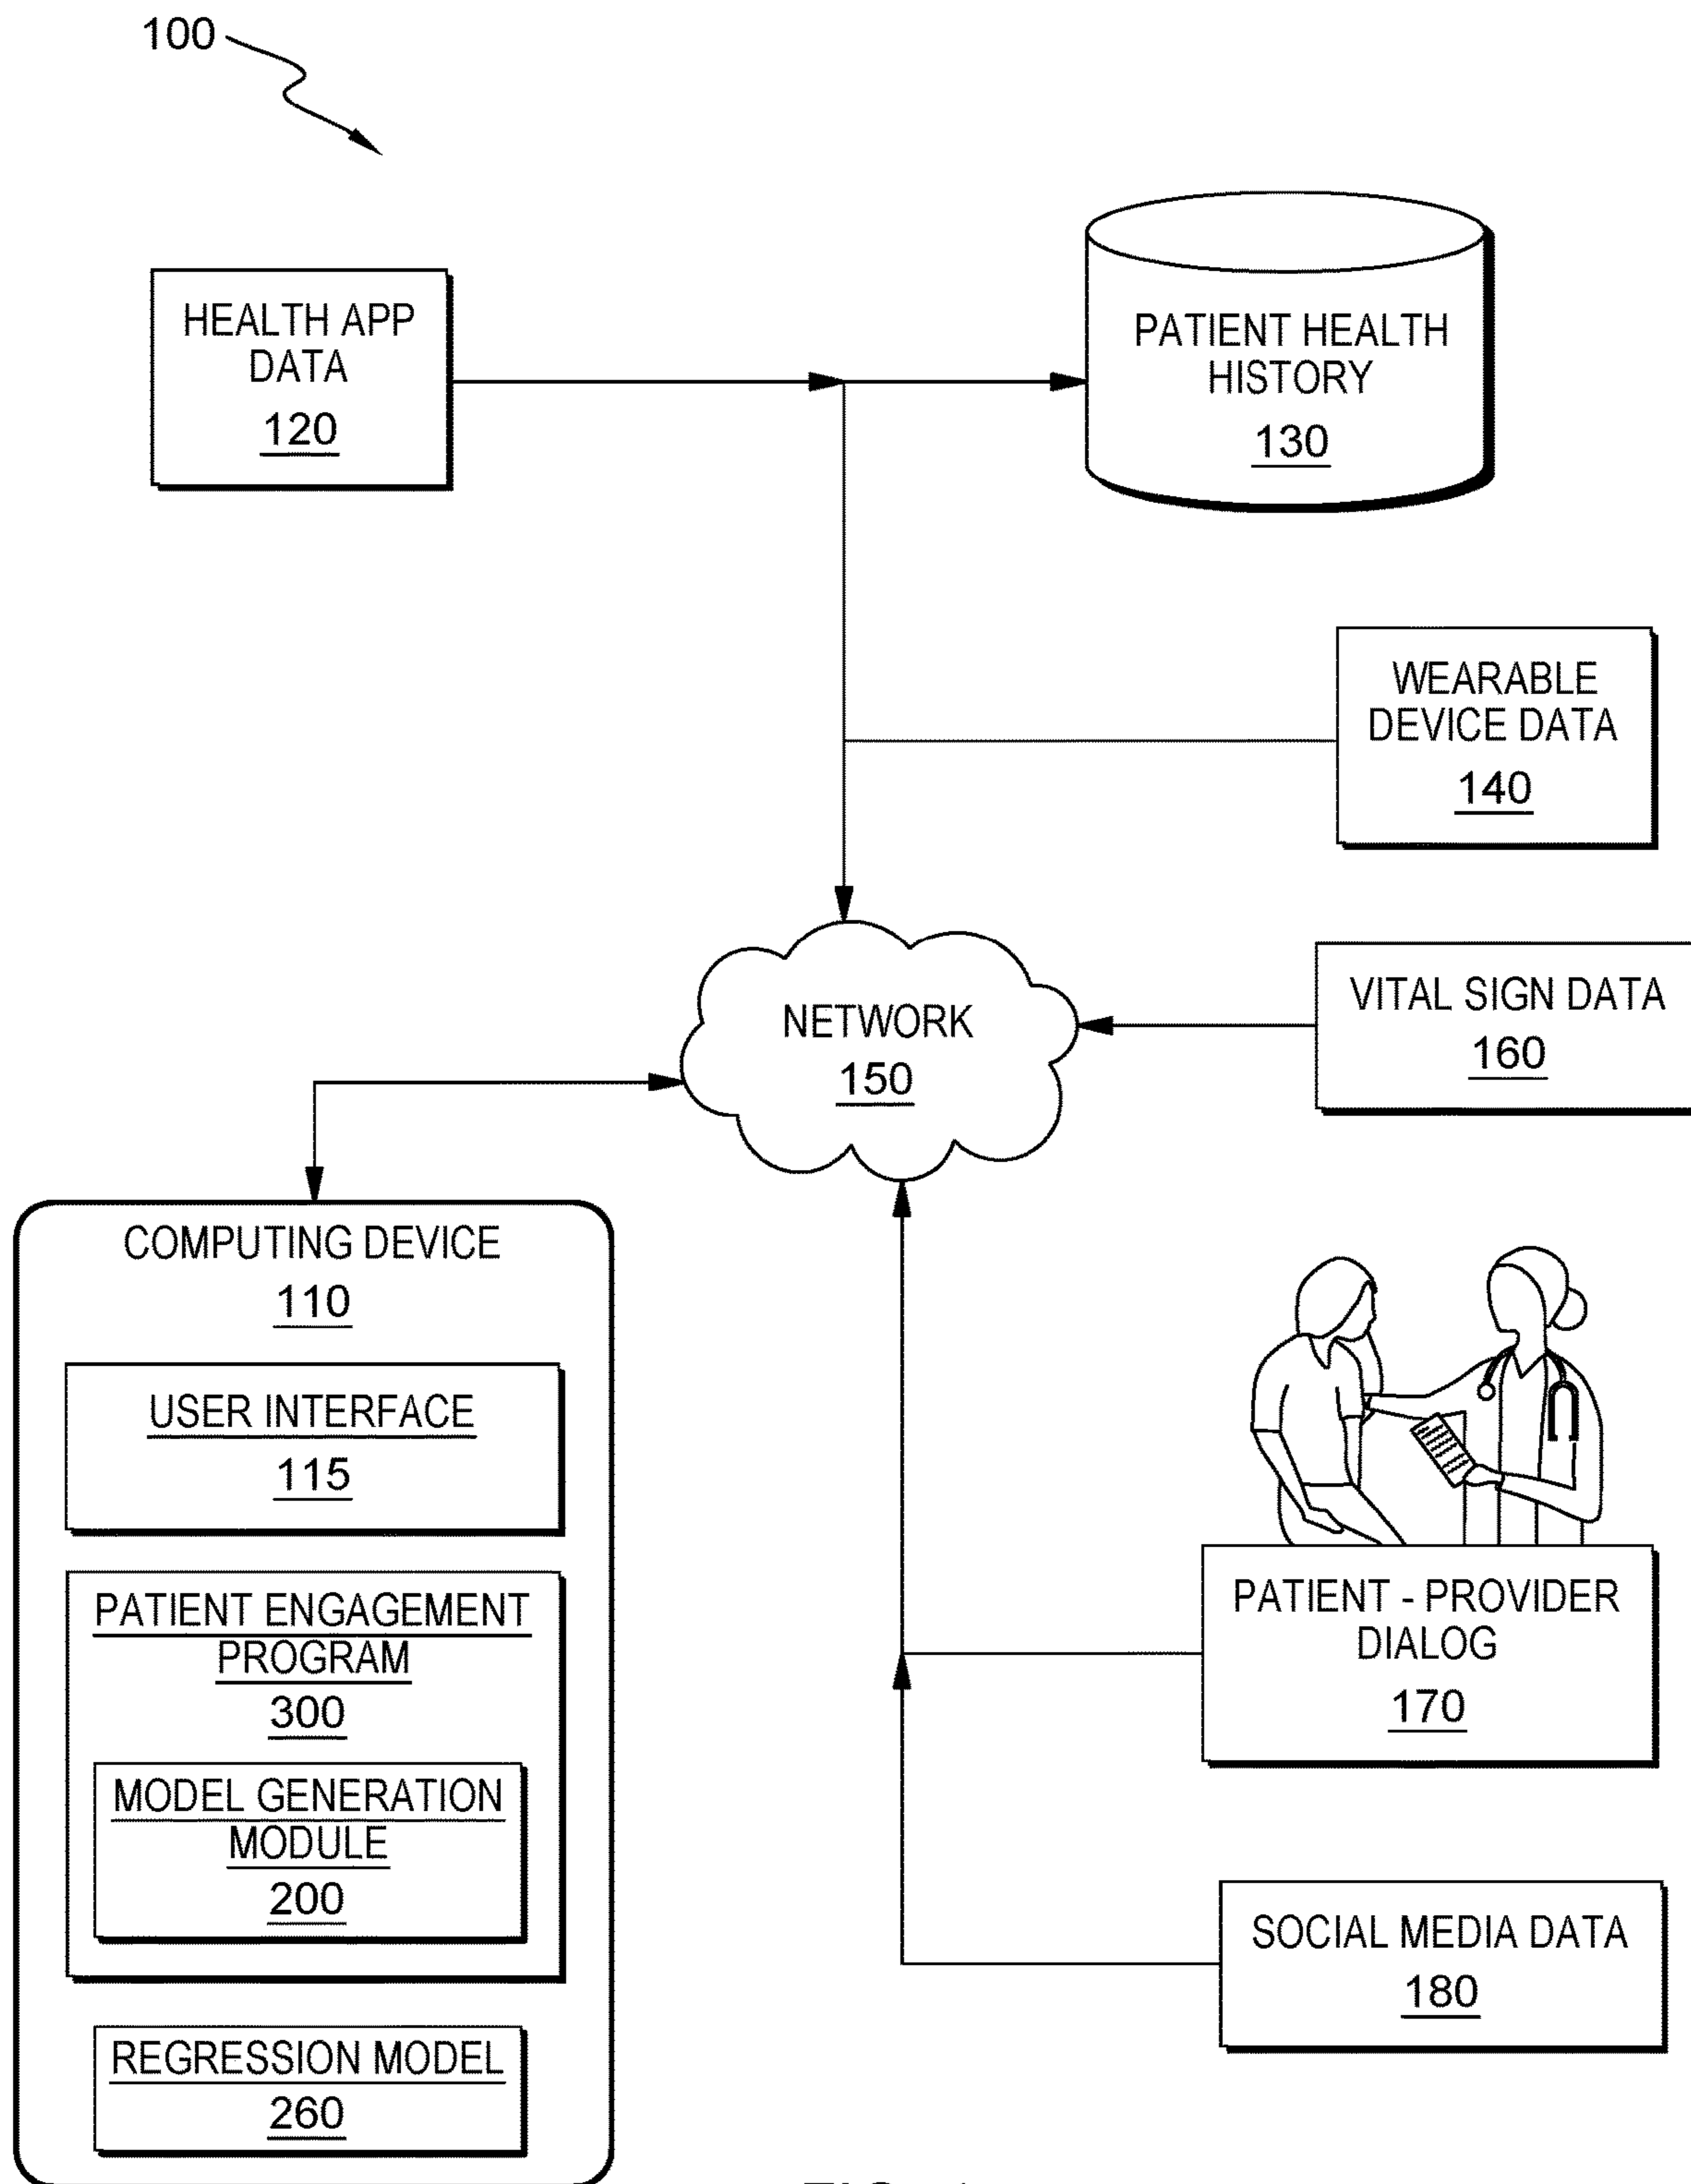 100
HEALTH APP
DATA
120
PATIENT HEALTH
HISTORY
130
WEARABLE
DEVICE DATA
140
NETWORK
150
VITAL SIGN DATA
160
COMPUTING DEVICE
110
USER INTERFACE
115
PATIENT ENGAGEMENT
PROGRAM
300
MODEL GENERATION
MODULE
200
REGRESSION MODEL
260
PATIENT - PROVIDER
DIALOG
170
SOCIAL MEDIA DATA
180